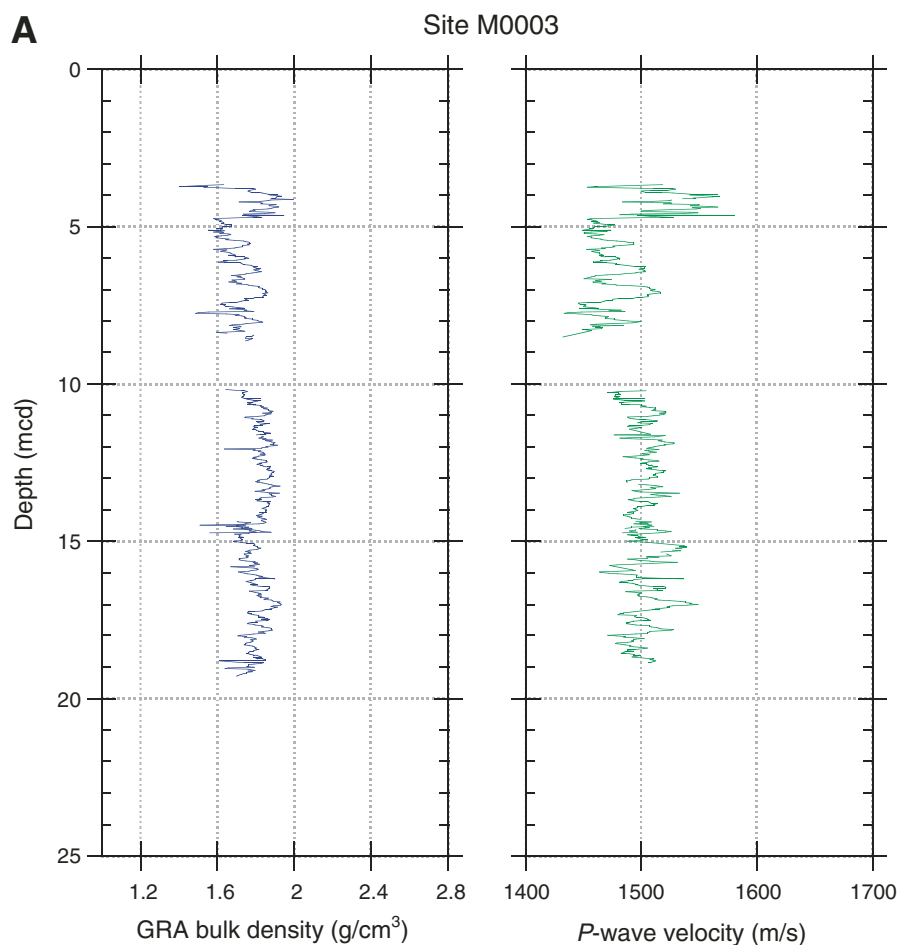 A
Site M0003
0
5
10
15
20
25
Depth (mcd)
1.2 1.6 2 2.4 2.8
GRA bulk density (g/cm³)
1400 1500 1600 1700
P-wave velocity (m/s)